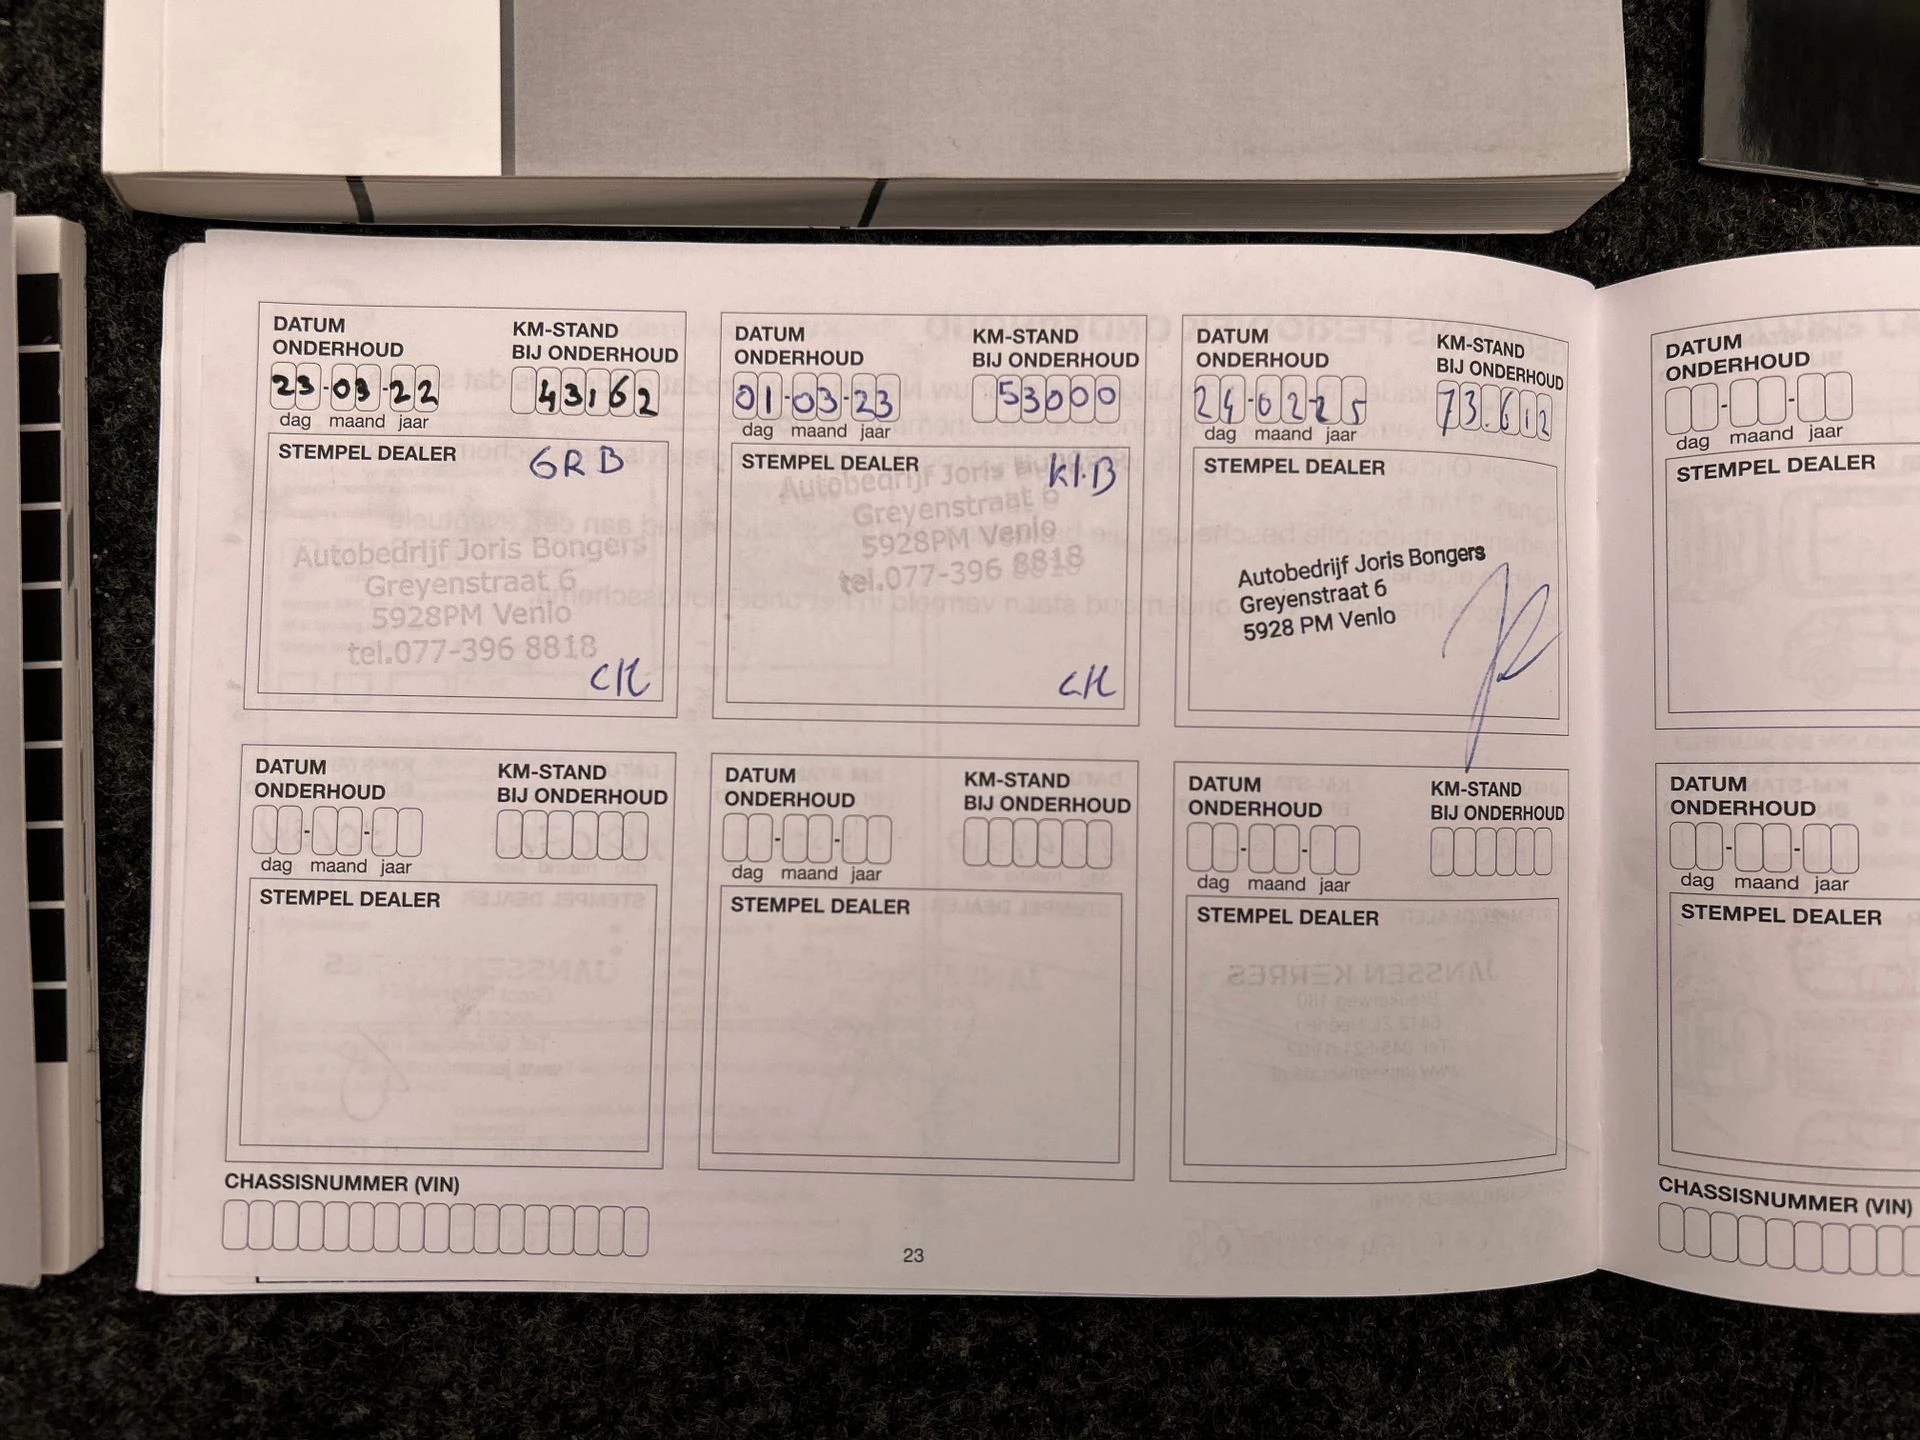 DATUM
ONDERHOUD
KM-STAND
BIJ ONDERHOUD
23-03-22
43162
dag maand jaar
STEMPEL DEALER
GRB
Autobedrijf Joris Bongers
Greyenstraat 6
5928PM Venlo
tel.077-396 8818
CH
DATUM
ONDERHOUD
KM-STAND
BIJ ONDERHOUD
01-03-23
53000
dag maand jaar
STEMPEL DEALER
Kl.B
Autobedrijf Joris
Greyenstraat 6
5928PM Venlo
tel.077-396 8818
CH
DATUM
ONDERHOUD
KM-STAND
BIJ ONDERHOUD
24-02-25
73.612
dag maand jaar
STEMPEL DEALER
Autobedrijf Joris Bongers
Greyenstraat 6
5928 PM Venlo
DATUM
ONDERHOUD
dag maand jaar
STEMPEL DEALER
DATUM
ONDERHOUD
KM-STAND
BIJ ONDERHOUD
dag maand jaar
STEMPEL DEALER
DATUM
ONDERHOUD
KM-STAND
BIJ ONDERHOUD
dag maand jaar
STEMPEL DEALER
DATUM
ONDERHOUD
KM-STAND
BIJ ONDERHOUD
dag maand jaar
STEMPEL DEALER
DATUM
ONDERHOUD
dag maand jaar
STEMPEL DEALER
CHASSISNUMMER (VIN)
23
CHASSISNUMMER (VIN)